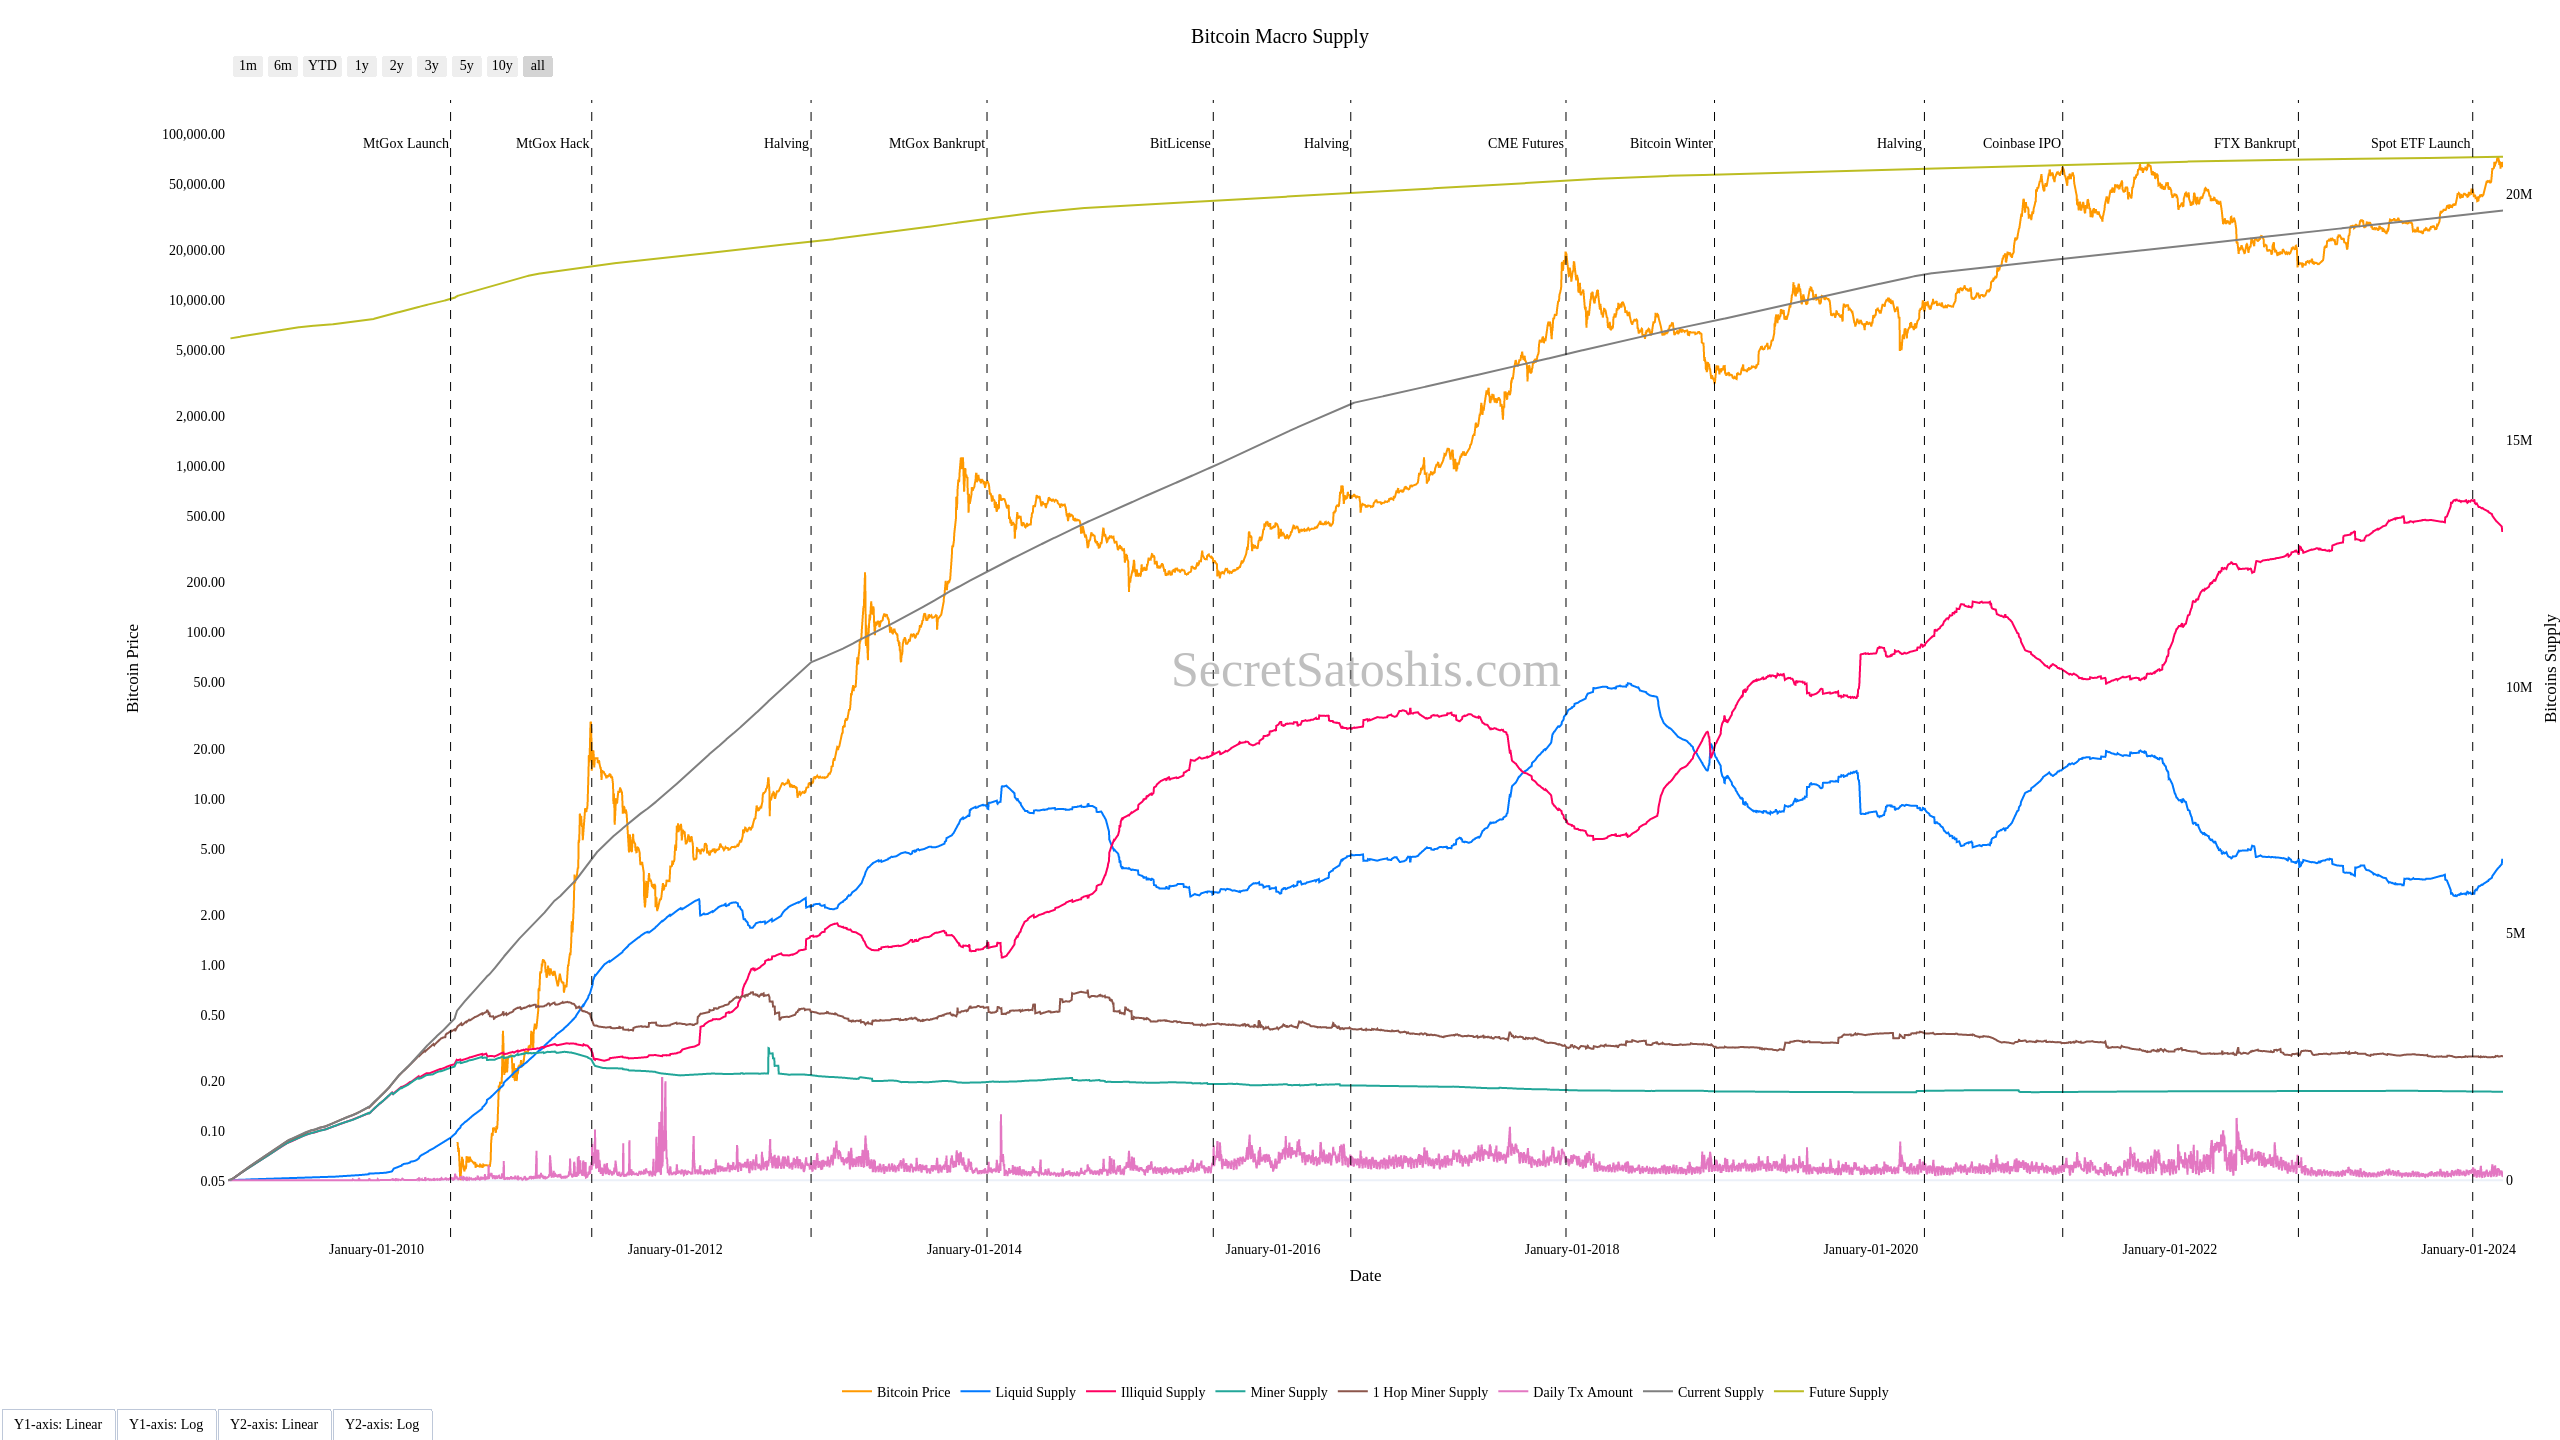 Bitcoin Macro Supply
1m 6m YTD 1y 2y 3y 5y 10y all
MtGox Launch MtGox Hack Halving MtGox Bankrupt BitLicense Halving CME Futures Bitcoin Winter Halving Coinbase IPO FTX Bankrupt Spot ETF Launch
100,000.00
50,000.00
20,000.00
10,000.00
5,000.00
2,000.00
1,000.00
500.00
200.00
100.00
50.00
20.00
10.00
5.00
2.00
1.00
0.50
0.20
0.10
0.05
Bitcoin Price
SecretSatoshis.com
20M
15M
10M
5M
0
Bitcoins Supply
January-01-2010 January-01-2012 January-01-2014 January-01-2016 January-01-2018 January-01-2020 January-01-2022 January-01-2024
Date
Bitcoin Price Liquid Supply Illiquid Supply Miner Supply 1 Hop Miner Supply Daily Tx Amount Current Supply Future Supply
Y1-axis: Linear Y1-axis: Log Y2-axis: Linear Y2-axis: Log